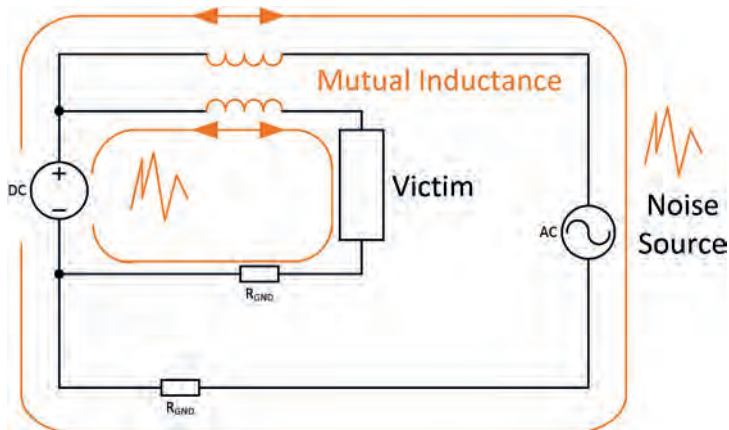 Mutual Inductance
DC
+
−
Victim
AC
Noise
Source
RGND
RGND